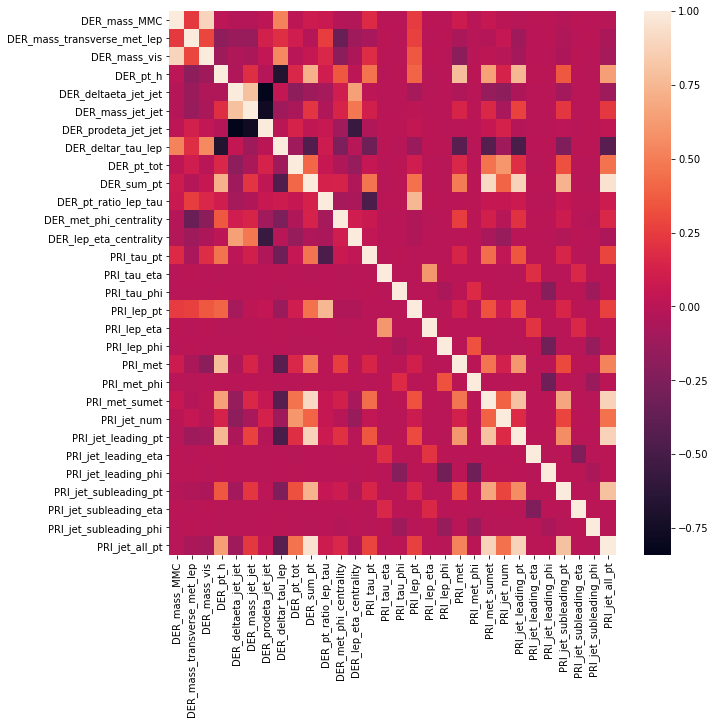 DER_mass_MMC
DER_mass_transverse_met_lep
DER_mass_vis
DER_pt_h
DER_deltaeta_jet_jet
DER_mass_jet_jet
DER_prodeta_jet_jet
DER_deltar_tau_lep
DER_pt_tot
DER_sum_pt
DER_pt_ratio_lep_tau
DER_met_phi_centrality
DER_lep_eta_centrality
PRI_tau_pt
PRI_tau_eta
PRI_tau_phi
PRI_lep_pt
PRI_lep_eta
PRI_lep_phi
PRI_met
PRI_met_phi
PRI_met_sumet
PRI_jet_num
PRI_jet_leading_pt
PRI_jet_leading_eta
PRI_jet_leading_phi
PRI_jet_subleading_pt
PRI_jet_subleading_eta
PRI_jet_subleading_phi
PRI_jet_all_pt
DER_mass_MMC
DER_mass_transverse_met_lep
DER_mass_vis
DER_pt_h
DER_deltaeta_jet_jet
DER_mass_jet_jet
DER_prodeta_jet_jet
DER_deltar_tau_lep
DER_pt_tot
DER_sum_pt
DER_pt_ratio_lep_tau
DER_met_phi_centrality
DER_lep_eta_centrality
PRI_tau_pt
PRI_tau_eta
PRI_tau_phi
PRI_lep_pt
PRI_lep_eta
PRI_lep_phi
PRI_met
PRI_met_phi
PRI_met_sumet
PRI_jet_num
PRI_jet_leading_pt
PRI_jet_leading_eta
PRI_jet_leading_phi
PRI_jet_subleading_pt
PRI_jet_subleading_eta
PRI_jet_subleading_phi
PRI_jet_all_pt
1.00
0.75
0.50
0.25
0.00
−0.25
−0.50
−0.75